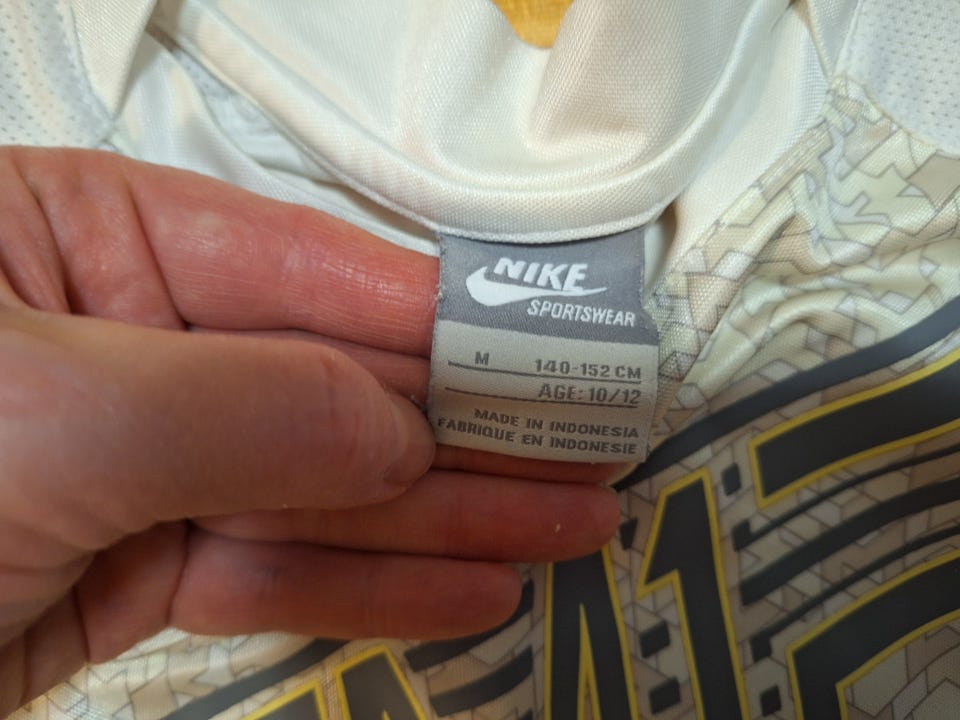 NIKE
SPORTSWEAR
M 140-152 CM
AGE: 10/12
MADE IN INDONESIA
FABRIQUE EN INDONESIE